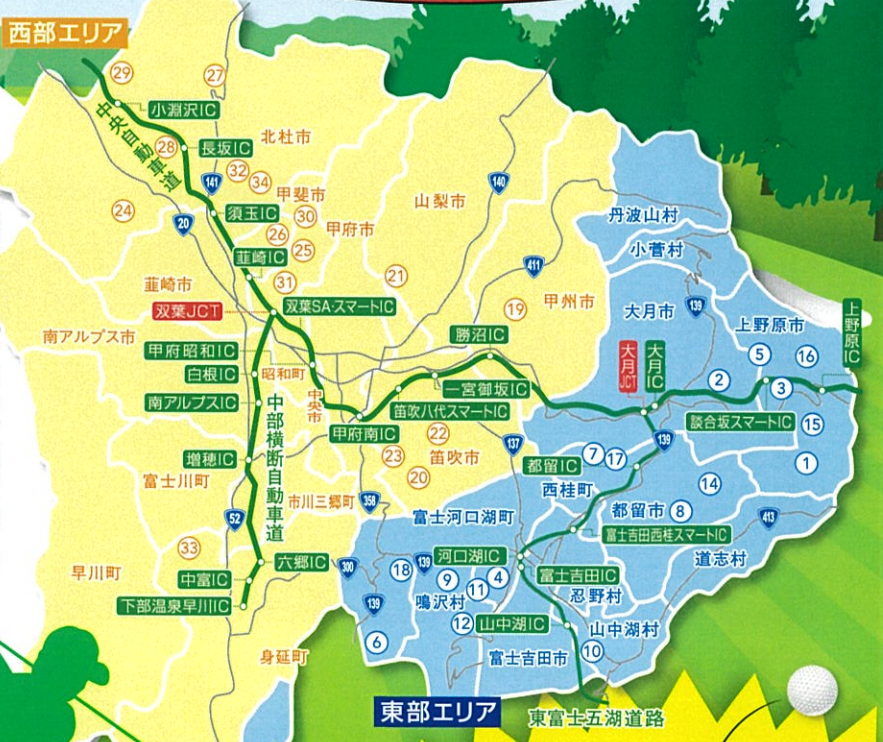 西部エリア
29
27
小淵沢IC
中央自動車道
北杜市
28
長坂IC
32
34
141
甲斐市
140
山梨市
丹波山村
24
須玉IC
30
20
甲府市
小菅村
26
25
韮崎IC
411
韮崎市
31
21
甲州市
大月市
139
双葉JCT
双葉SA・スマートIC
19
上野原市
上野原IC
南アルプス市
勝沼IC
甲府昭和IC
大月JCT
大月IC
5
16
白根IC
昭和町
一宮御坂IC
2
3
南アルプスIC
中央市
笛吹八代スマートIC
談合坂スマートIC
中部横断自動車道
甲府南IC
22
137
139
15
増穂IC
23
笛吹市
都留IC
7
17
1
富士川町
20
西桂町
14
市川三郷町
358
都留市
8
52
富士河口湖町
富士吉田西桂スマートIC
413
33
道志村
早川町
六郷IC
300
18
139
河口湖IC
中富IC
9
11
4
富士吉田IC
下部温泉早川IC
139
鳴沢村
忍野村
12
山中湖IC
山中湖村
6
身延町
富士吉田市
10
東部エリア
東富士五湖道路